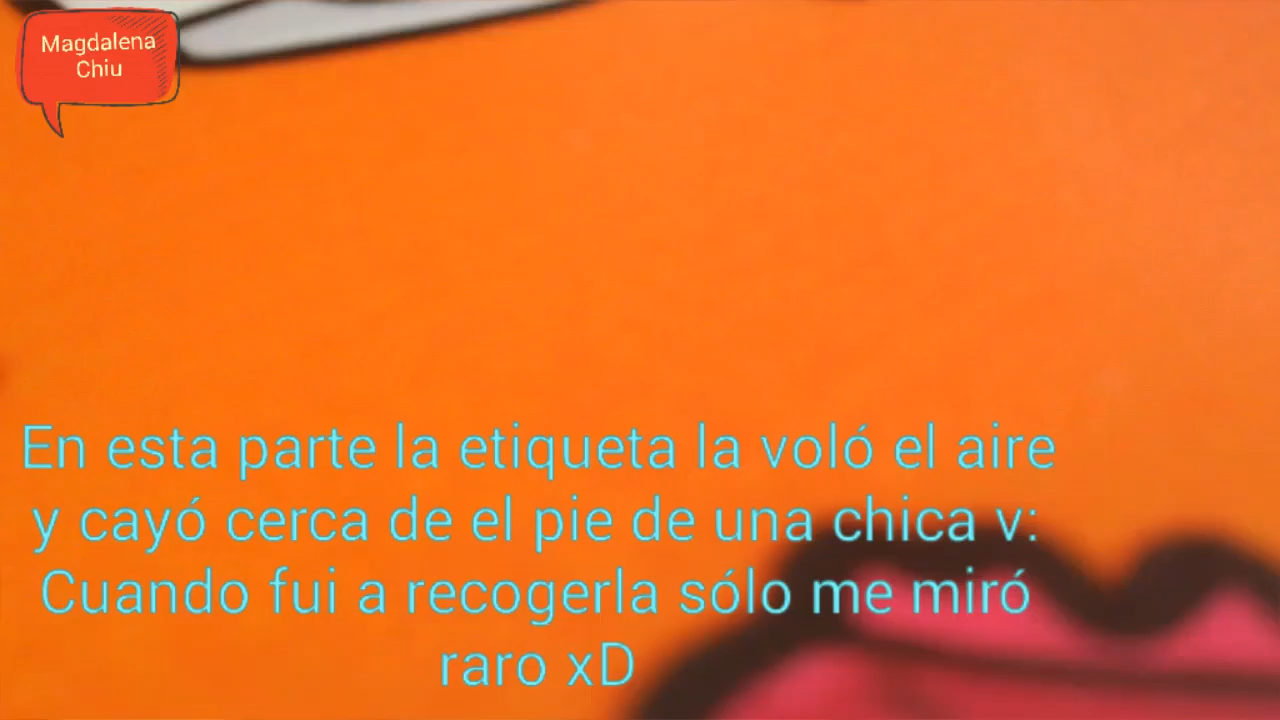 Magdalena
Chiu
En esta parte la etiqueta la voló el aire
y cayó cerca de el pie de una chica v:
Cuando fui a recogerla sólo me miró
raro xD